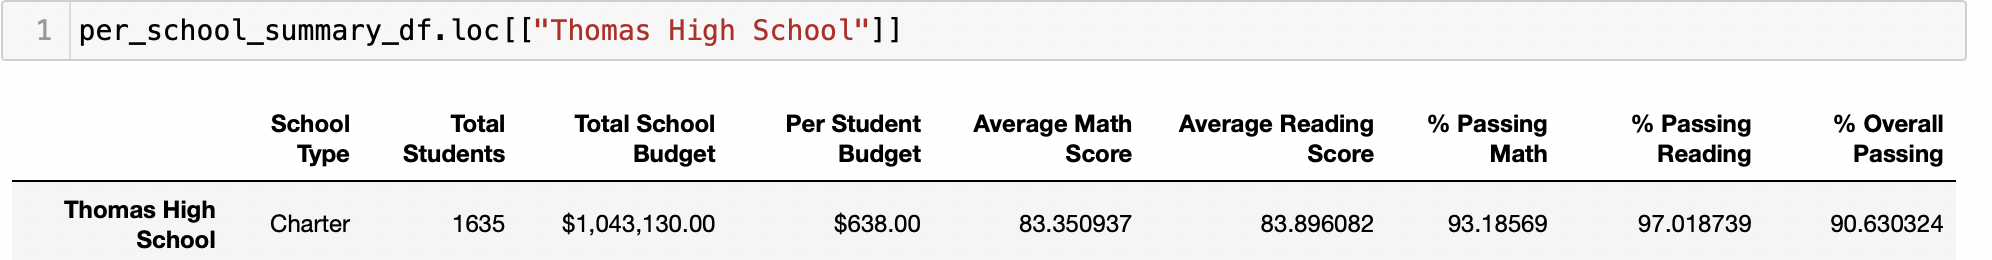 1 per_school_summary_df.loc[["Thomas High School"]]
School Total Total School Per Student Average Math Average Reading % Passing % Passing % Overall
Type Students Budget Budget Score Score Math Reading Passing
Thomas High
School Charter 1635 $1,043,130.00 $638.00 83.350937 83.896082 93.18569 97.018739 90.630324